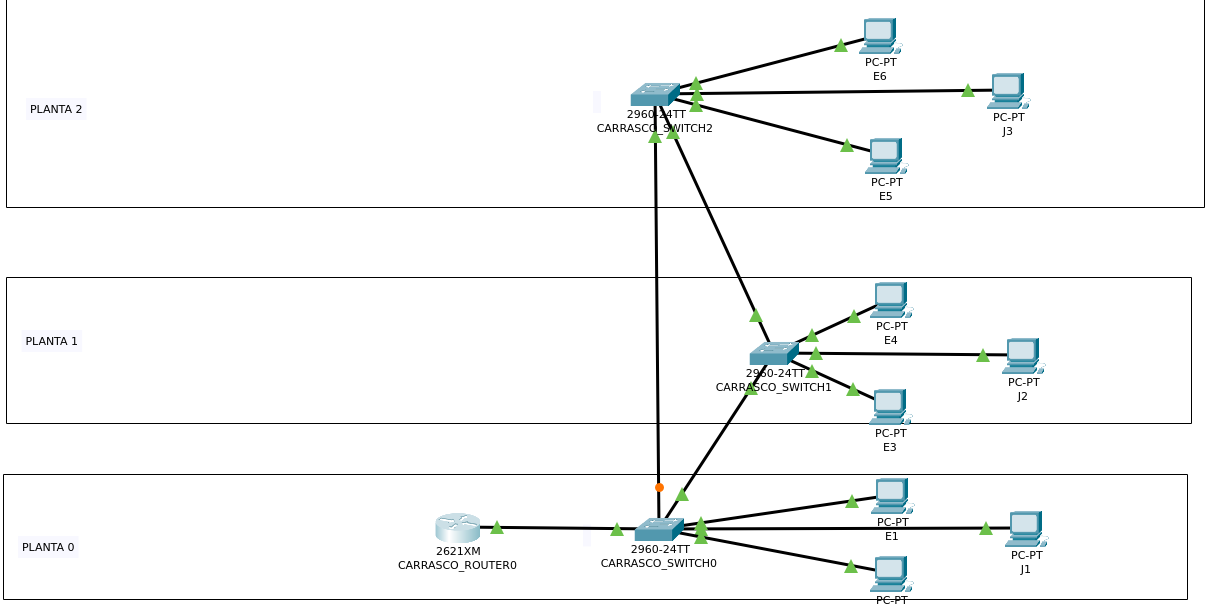 PC-PT
E6
PLANTA 2
2960-24TT
CARRASCO_SWITCH2
PC-PT
J3
PC-PT
E5
PC-PT
E4
PLANTA 1
2960-24TT
CARRASCO_SWITCH1
PC-PT
J2
PC-PT
E3
PC-PT
E1
PLANTA 0
2621XM
CARRASCO_ROUTER0
2960-24TT
CARRASCO_SWITCH0
PC-PT
J1
PC-PT